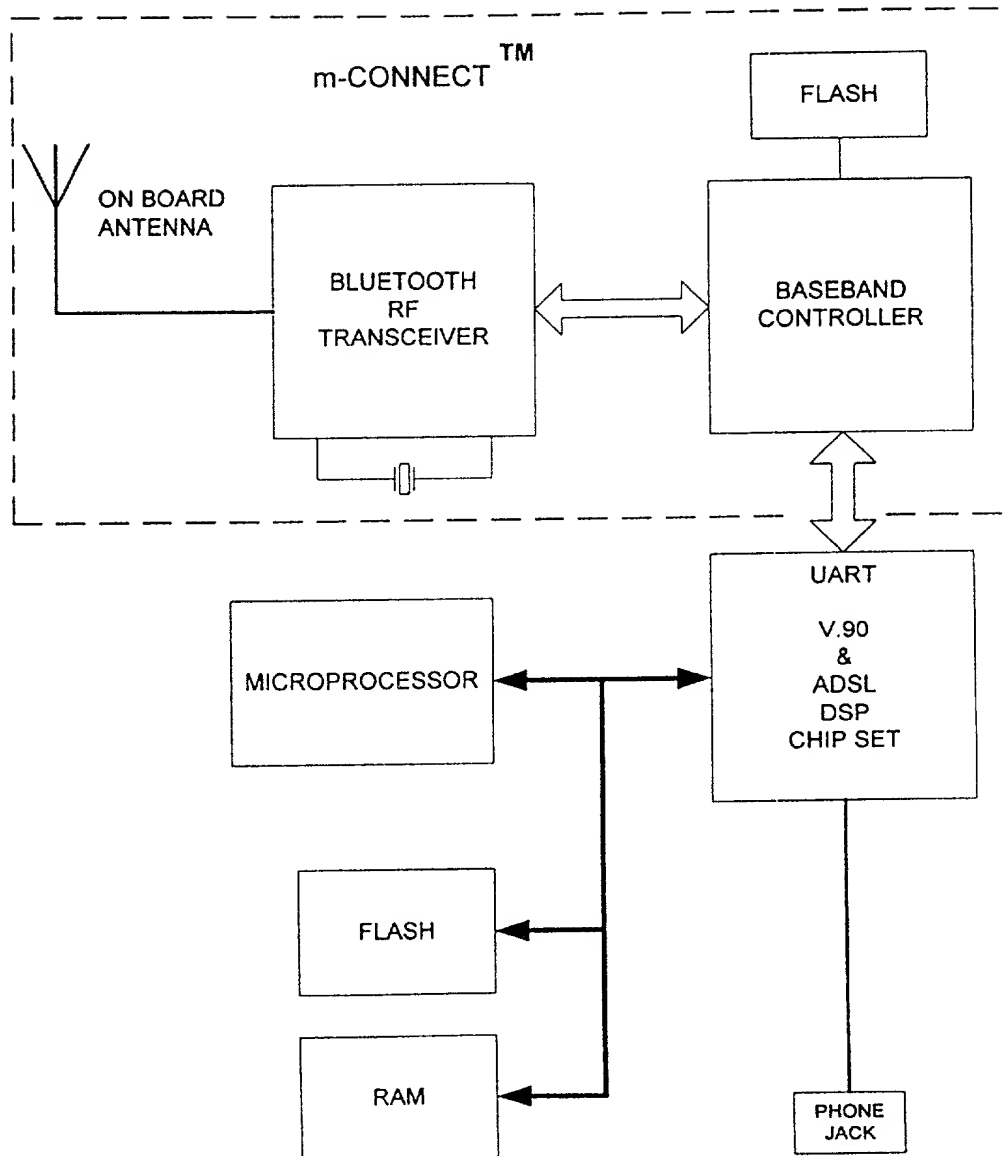 m-CONNECT TM
FLASH
ON BOARD
ANTENNA
BLUETOOTH
RF
TRANSCEIVER
BASEBAND
CONTROLLER
UART
V.90
&
ADSL
DSP
CHIP SET
MICROPROCESSOR
FLASH
RAM
PHONE
JACK